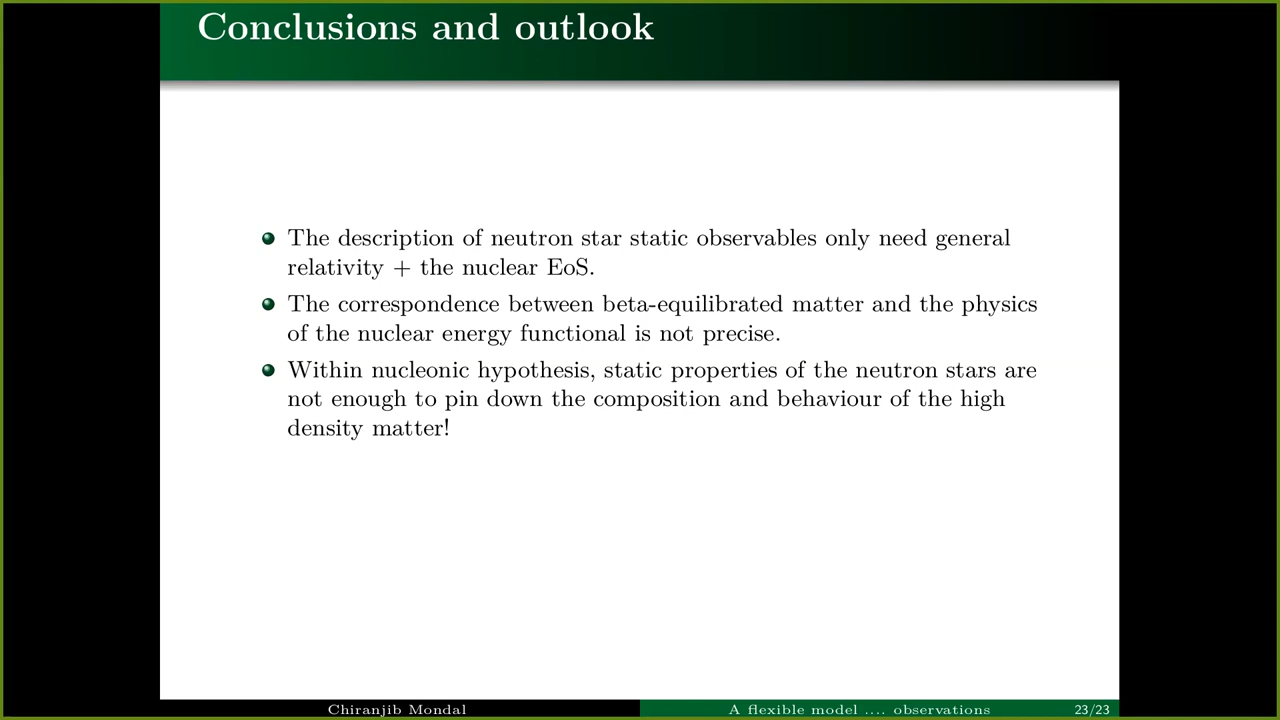 Conclusions and outlook
The description of neutron star static observables only need general
relativity + the nuclear EoS.
The correspondence between beta-equilibrated matter and the physics
of the nuclear energy functional is not precise.
Within nucleonic hypothesis, static properties of the neutron stars are
not enough to pin down the composition and behaviour of the high
density matter!
Chiranjib Mondal
A flexible model .... observations
23/23